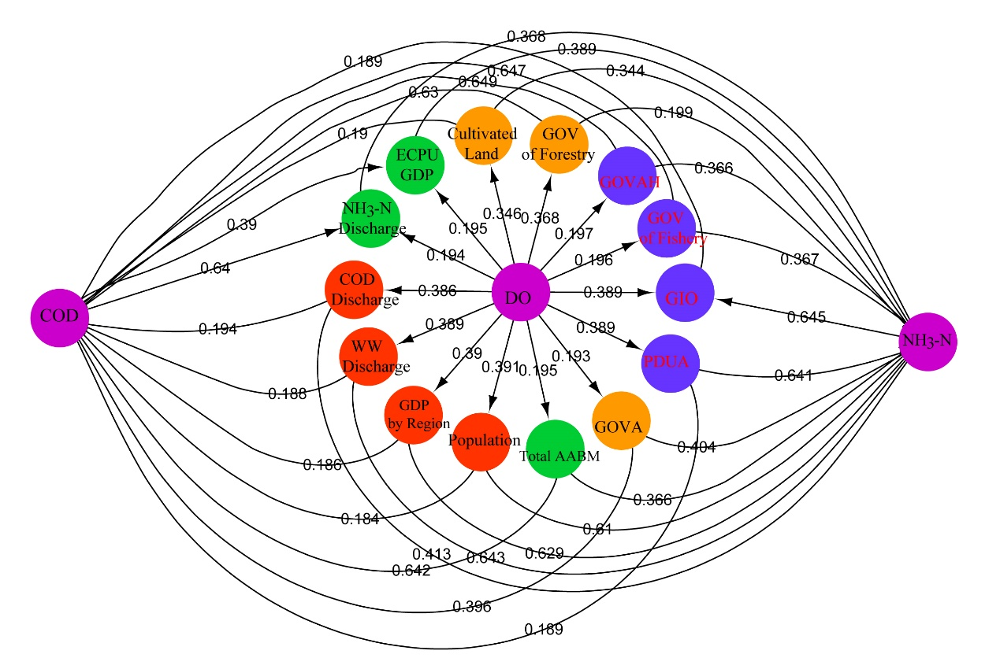 0.368
0.389
0.189
0.647
0.344
0.649
0.63
0.199
0.19
Cultivated
Land
GOV
of Forestry
ECPU
GDP
GOVAH
0.366
NH3-N
Discharge
0.346
0.368
0.39
0.195
0.197
GOV
of Fishery
0.194
0.196
0.367
0.64
COD
Discharge
0.386
DO
0.389
GIO
0.645
COD
0.194
0.389
0.389
NH3-N
WW
Discharge
0.39
0.391
0.195
0.193
PDUA
0.641
0.188
GDP
by Region
Population
Total AABM
GOVA
0.404
0.186
0.366
0.184
0.61
0.413
0.643
0.629
0.642
0.396
0.189